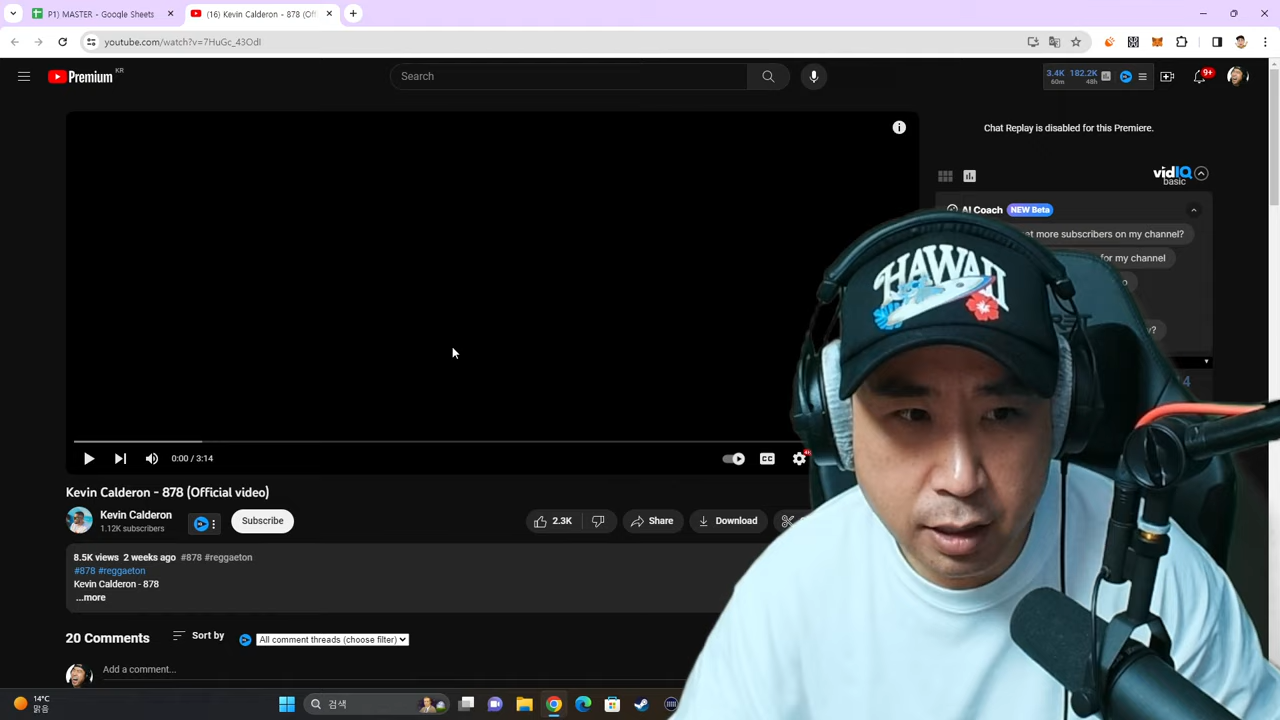 P1) MASTER - Google Sheets
(16) Kevin Calderon - 878 (Of
youtube.com/watch?v=7HuGc_43OdI
Premium KR
Search
3.4K 60m 182.2K 48h
9+
Chat Replay is disabled for this Premiere.
vidIQ
basic
AI Coach NEW Beta
more subscribers on my channel?
for my channel
HAWAII
0:00 / 3:14
CC
Kevin Calderon - 878 (Official video)
Kevin Calderon
1.12K subscribers
Subscribe
2.3K
Share
Download
8.5K views 2 weeks ago #878 #reggaeton
#878 #reggaeton
Kevin Calderon - 878
...more
20 Comments
Sort by
All comment threads (choose filter)
Add a comment...
14°C
맑음
검색